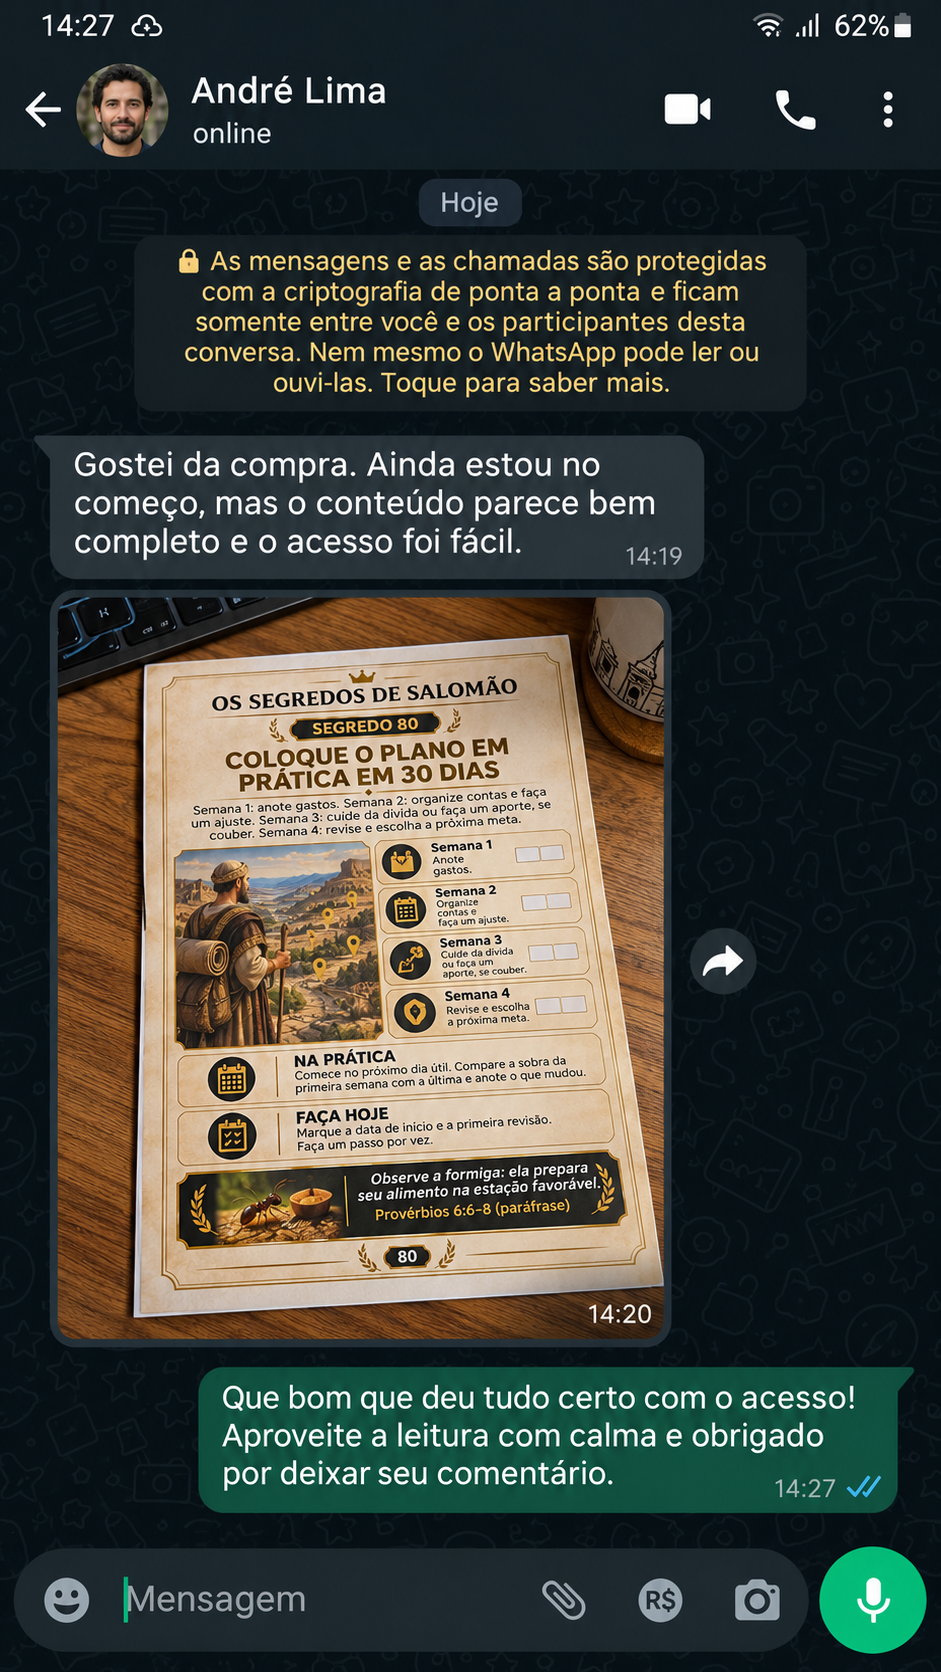 14:27
62%
André Lima
online
Hoje
As mensagens e as chamadas são protegidas
com a criptografia de ponta a ponta e ficam
somente entre você e os participantes desta
conversa. Nem mesmo o WhatsApp pode ler ou
ouvi-las. Toque para saber mais.
Gostei da compra. Ainda estou no
começo, mas o conteúdo parece bem
completo e o acesso foi fácil.
14:19
OS SEGREDOS DE SALOMÃO
SEGREDO 80
COLOQUE O PLANO EM
PRÁTICA EM 30 DIAS
Semana 1: anote gastos. Semana 2: organize contas e faça
um ajuste. Semana 3: cuide da dívida ou faça um aporte, se
couber. Semana 4: revise e escolha a próxima meta.
Semana 1
Anote
gastos.
Semana 2
Organize
contas e
faça um ajuste.
Semana 3
Cuide da dívida
ou faça um
aporte, se couber.
Semana 4
Revise e escolha
a próxima meta.
NA PRÁTICA
Comece no próximo dia útil. Compare a sobra da
primeira semana com a última e anote o que mudou.
FAÇA HOJE
Marque a data de início e a primeira revisão.
Faça um passo por vez.
Observe a formiga: ela prepara
seu alimento na estação favorável.
Provérbios 6:6-8 (paráfrase)
80
14:20
Que bom que deu tudo certo com o acesso!
Aproveite a leitura com calma e obrigado
por deixar seu comentário.
14:27
Mensagem
R$